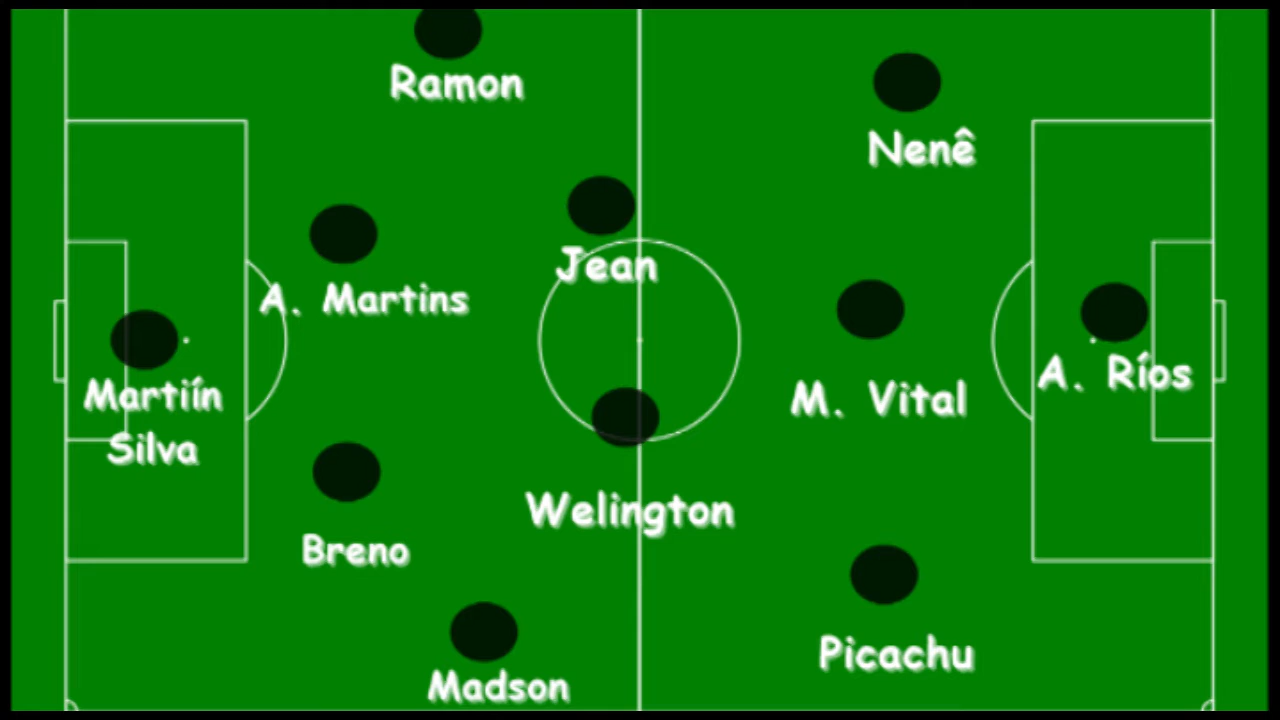 Ramon
Nenê
Jean
A. Martins
M. Vital
A. Ríos
Martiín
Silva
Welington
Breno
Picachu
Madson